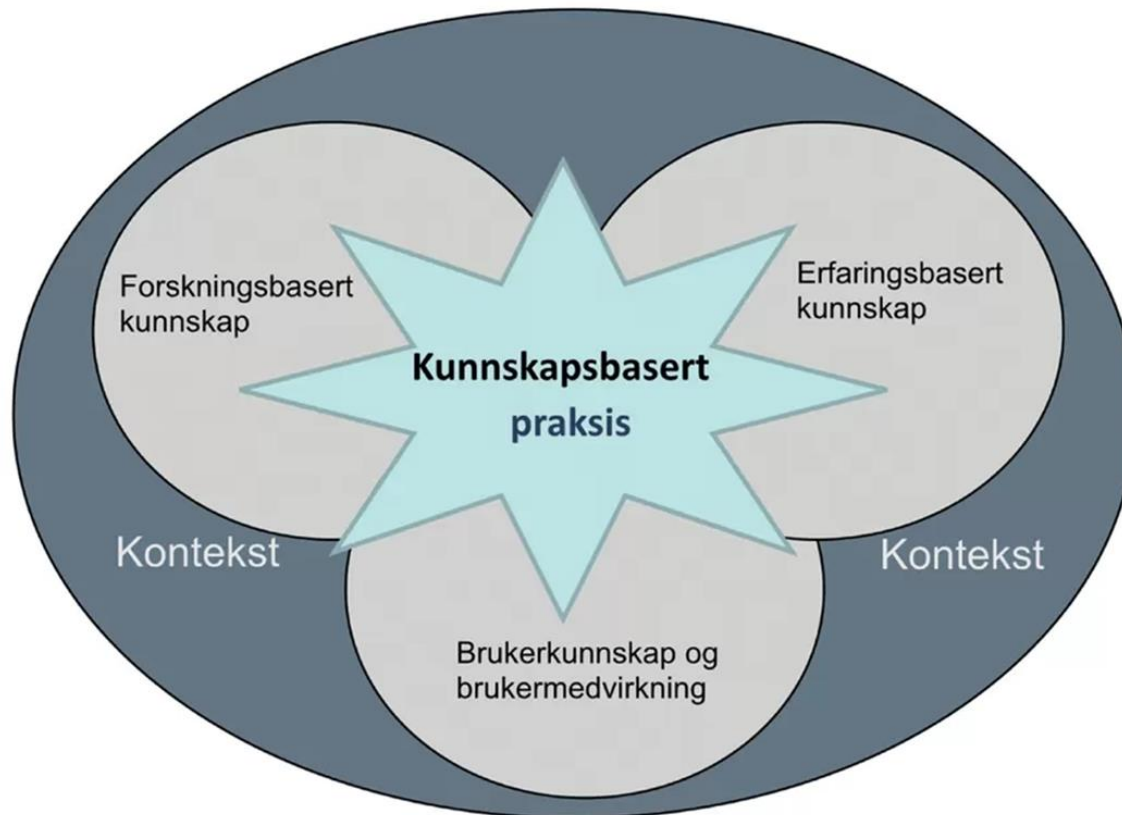 Forskningsbasert
kunnskap
Erfaringsbasert
kunnskap
Kunnskapsbasert
praksis
Kontekst
Kontekst
Brukerkunnskap og
brukermedvirkning